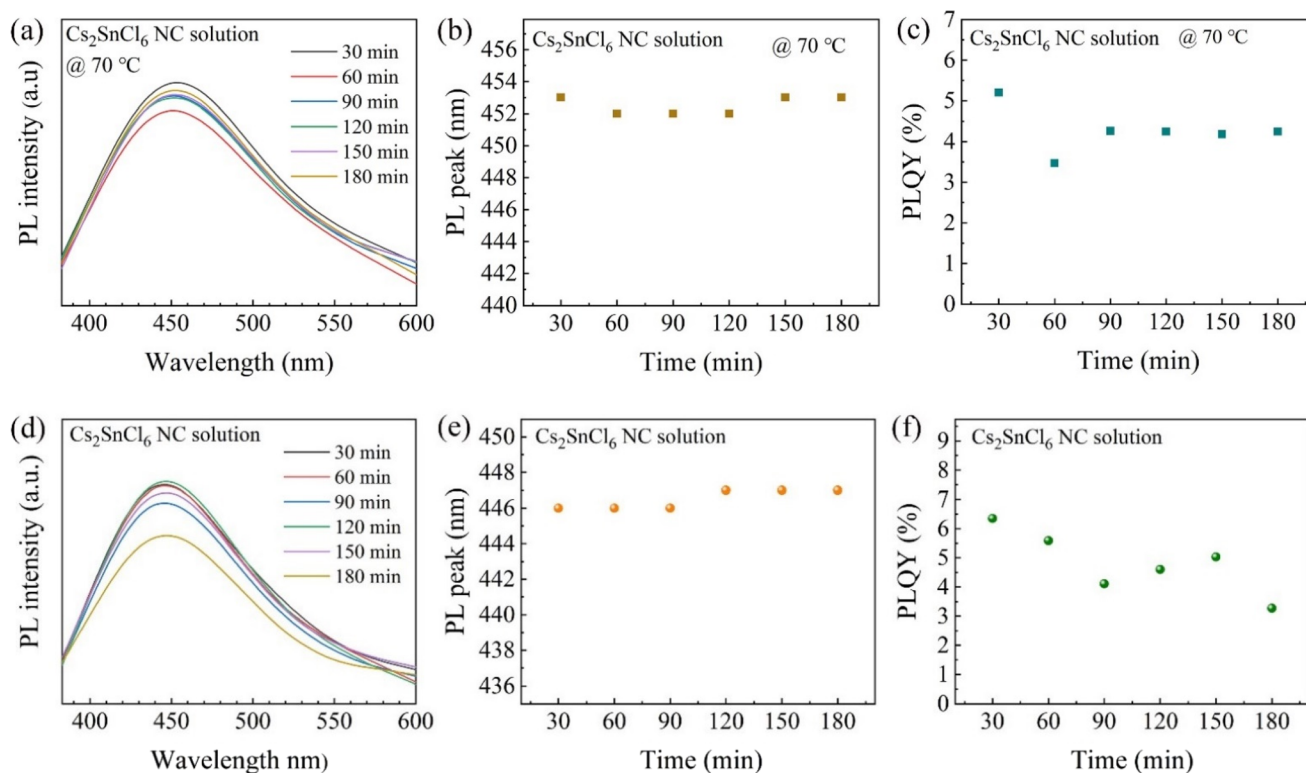 (a)
Cs₂SnCl₆ NC solution
@ 70 ℃
30 min
60 min
90 min
120 min
150 min
180 min
PL intensity (a.u)
400 450 500 550 600
Wavelength (nm)
(b)
Cs₂SnCl₆ NC solution
@ 70 ℃
456
454
452
450
448
446
444
442
440
PL peak (nm)
30 60 90 120 150 180
Time (min)
(c)
Cs₂SnCl₆ NC solution @ 70 ℃
7
6
5
4
3
2
1
0
PLQY (%)
30 60 90 120 150 180
Time (min)
(d)
Cs₂SnCl₆ NC solution
30 min
60 min
90 min
120 min
150 min
180 min
PL intensity (a.u.)
400 450 500 550 600
Wavelength nm)
(e)
Cs₂SnCl₆ NC solution
450
448
446
444
442
440
438
436
PL peak (nm)
30 60 90 120 150 180
Time (min)
(f)
Cs₂SnCl₆ NC solution
9
8
7
6
5
4
3
2
1
0
PLQY (%)
30 60 90 120 150 180
Time (min)